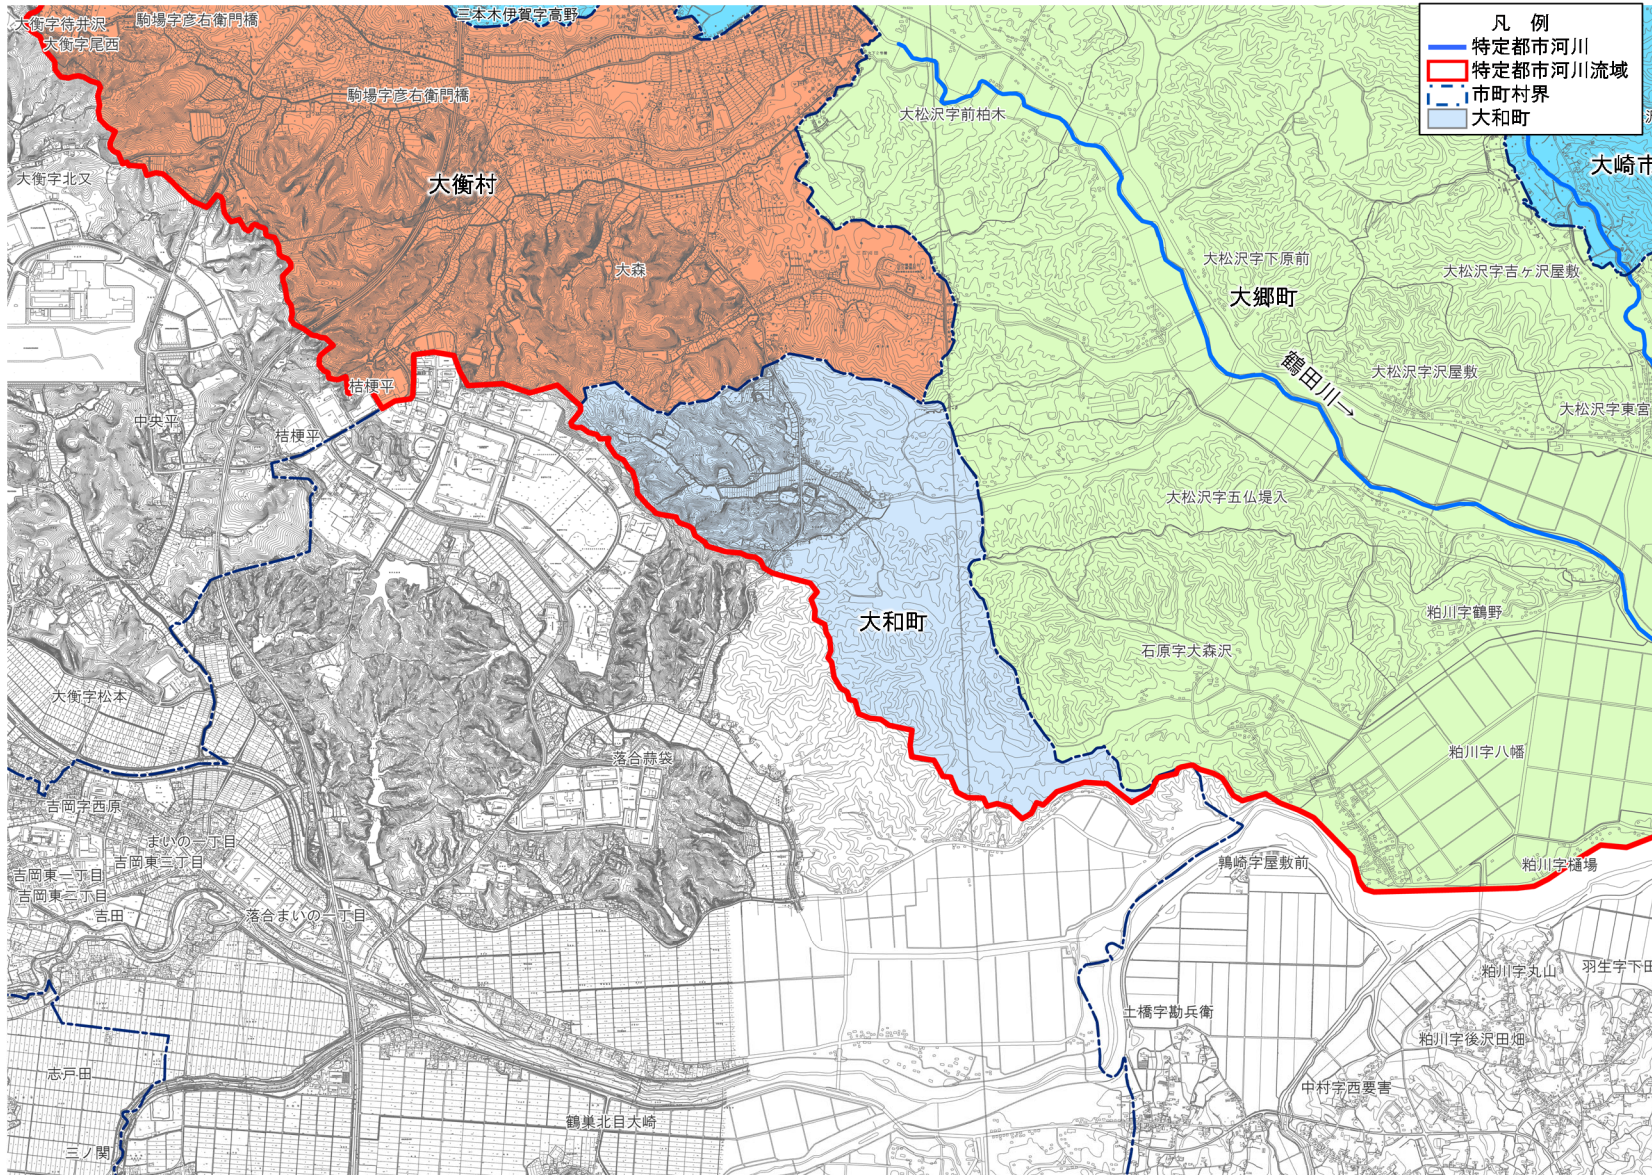 凡 例
特定都市河川
特定都市河川流域
市町村界
大和町
大衡字待井沢
駒場字彦右衛門橋
大衡字尾西
三本木伊賀字高野
駒場字彦右衛門橋
大松沢字前柏木
大崎市
大衡字北又
大衡村
大森
大松沢字下原前
大松沢字吉ヶ沢屋敷
大郷町
鶴田川→
大松沢字沢屋敷
桔梗平
大松沢字東宮
中央平
桔梗平
大松沢字五仏堤入
粕川字鶴野
大和町
石原字大森沢
大衡字松本
粕川字八幡
落合蒜袋
吉岡字西原
まいの一丁目
吉岡東三丁目
鶉崎字屋敷前
粕川字樋場
吉岡東一丁目
吉岡東二丁目
吉田
落合まいの一丁目
粕川字丸山
羽生字下田
土橋字勘兵衛
粕川字後沢田畑
志戸田
中村字西要害
鶴巣北目大崎
三ノ関